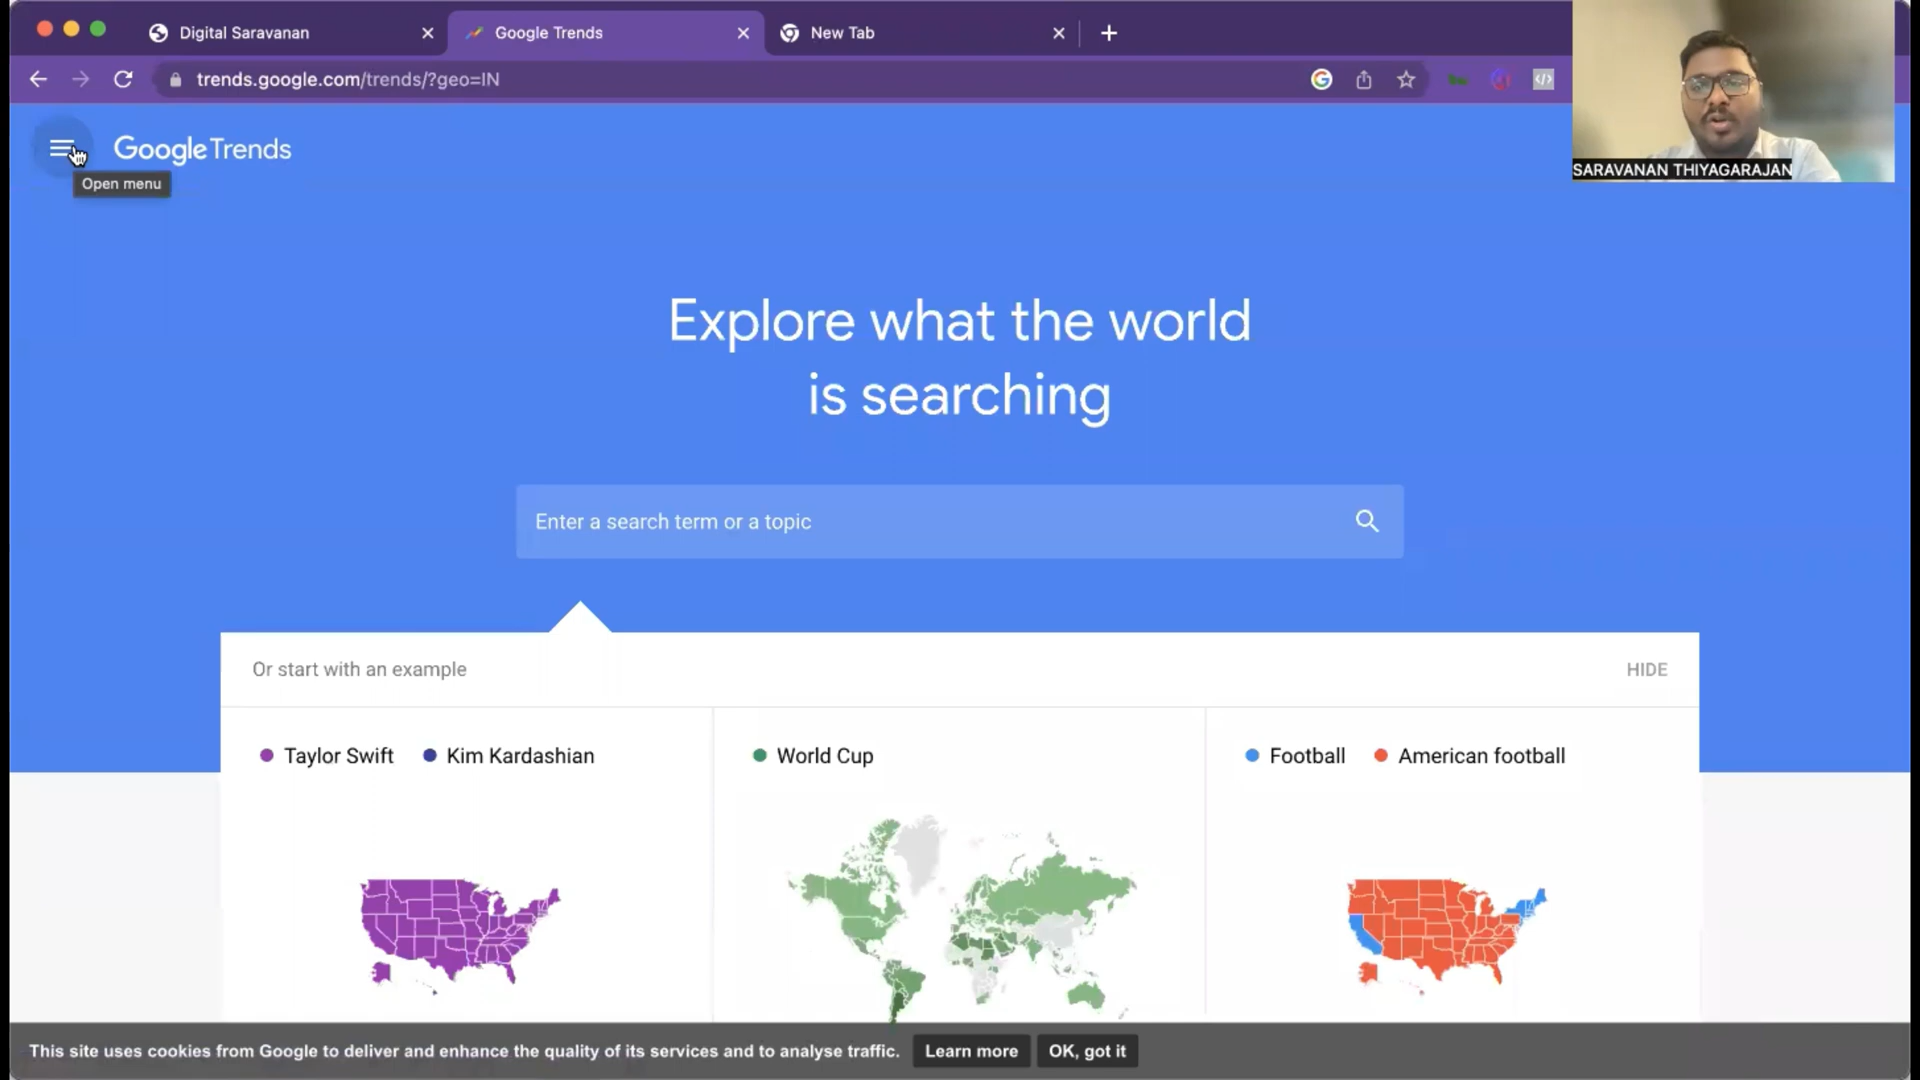 Digital Saravanan
Google Trends
New Tab
trends.google.com/trends/?geo=IN
Google Trends
Open menu
SARAVANAN THIYAGARAJAN
Explore what the world
is searching
Enter a search term or a topic
Or start with an example
HIDE
Taylor Swift
Kim Kardashian
World Cup
Football
American football
This site uses cookies from Google to deliver and enhance the quality of its services and to analyse traffic.
Learn more
OK, got it